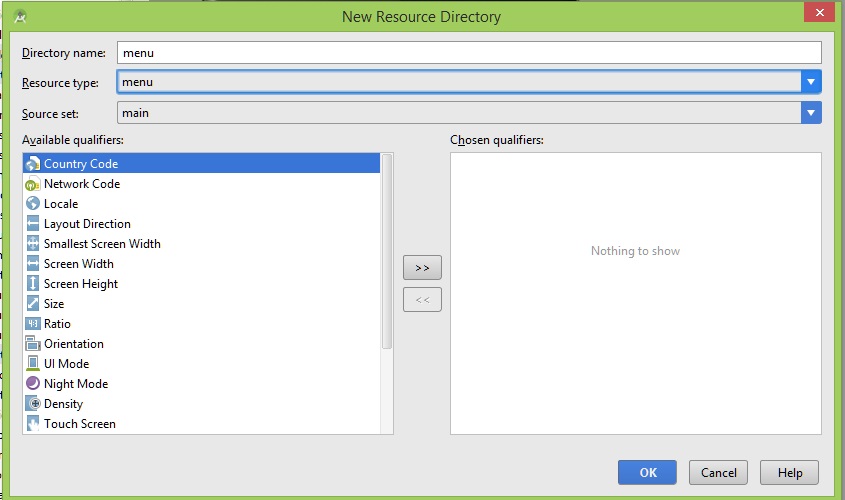 New Resource Directory
Directory name: menu
Resource type: menu
Source set: main
Available qualifiers:
Country Code
Network Code
Locale
Layout Direction
Smallest Screen Width
Screen Width
Screen Height
Size
Ratio
Orientation
UI Mode
Night Mode
Density
Touch Screen
>>
<<
Chosen qualifiers:
Nothing to show
OK Cancel Help